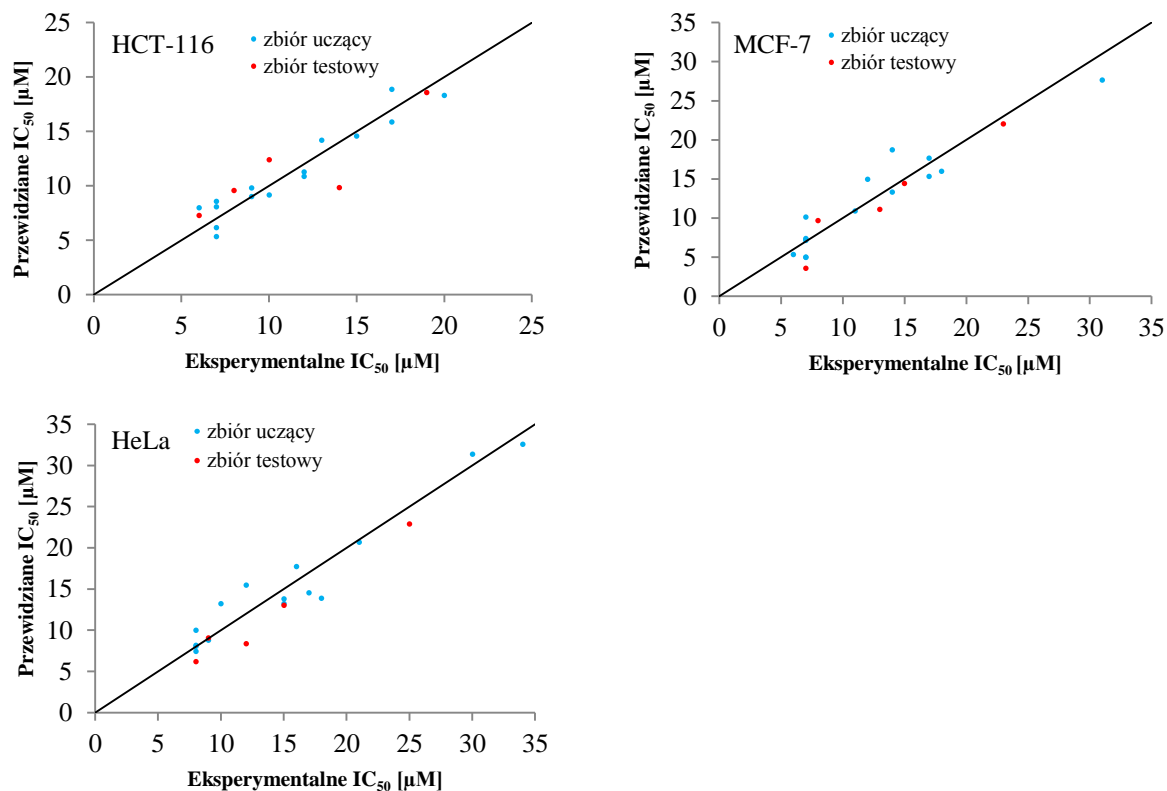 HCT-116
zbiór uczący
zbiór testowy
Przewidziane IC50 [µM]
25
20
15
10
5
0
0 5 10 15 20 25
Eksperymentalne IC50 [µM]
MCF-7
zbiór uczący
zbiór testowy
Przewidziane IC50 [µM]
35
30
25
20
15
10
5
0
0 5 10 15 20 25 30 35
Eksperymentalne IC50 [µM]
HeLa
zbiór uczący
zbiór testowy
Przewidziane IC50 [µM]
35
30
25
20
15
10
5
0
0 5 10 15 20 25 30 35
Eksperymentalne IC50 [µM]